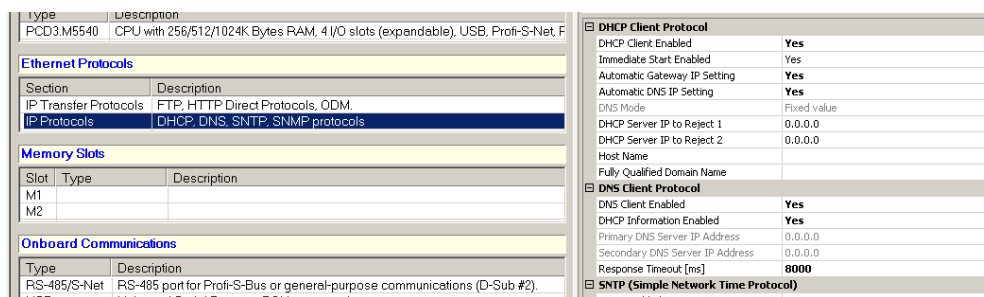 Type Description
PCD3.M5540 CPU with 256/512/1024K Bytes RAM, 4 I/O slots (expandable), USB, Profi-S-Net,
Ethernet Protocols
Section Description
IP Transfer Protocols FTP, HTTP Direct Protocols, ODM.
IP Protocols DHCP, DNS, SNTP, SNMP protocols
Memory Slots
Slot Type Description
M1
M2
Onboard Communications
Type Description
RS-485/S-Net RS-485 port for Profi-S-Bus or general-purpose communications (D-Sub #2).
DHCP Client Protocol
DHCP Client Enabled Yes
Immediate Start Enabled Yes
Automatic Gateway IP Setting Yes
Automatic DNS IP Setting Yes
DNS Mode Fixed value
DHCP Server IP to Reject 1 0.0.0.0
DHCP Server IP to Reject 2 0.0.0.0
Host Name
Fully Qualified Domain Name
DNS Client Protocol
DNS Client Enabled Yes
DHCP Information Enabled Yes
Primary DNS Server IP Address 0.0.0.0
Secondary DNS Server IP Address 0.0.0.0
Response Timeout [ms] 8000
SNTP (Simple Network Time Protocol)